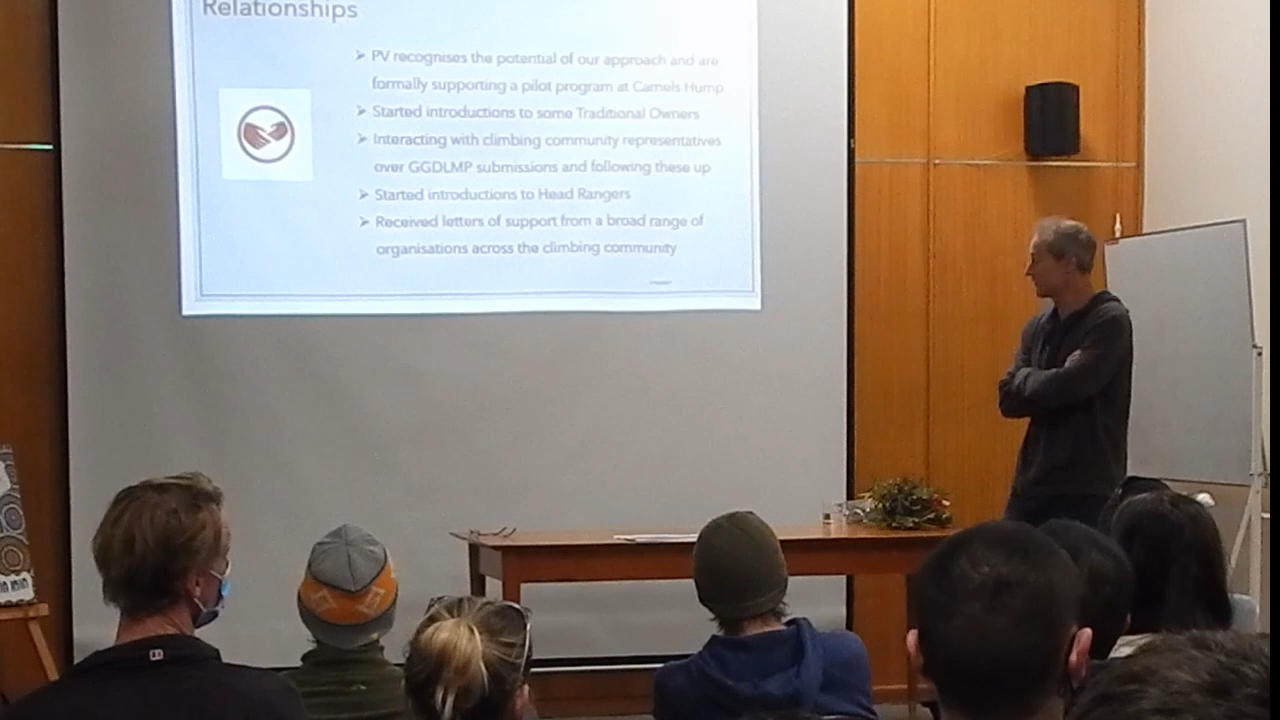 Relationships
➢ PV recognises the potential of our approach and are
formally supporting a pilot program at Camels Hump
➢ Started introductions to some Traditional Owners
➢ Interacting with climbing community representatives
over GGDLMP submissions and following these up
➢ Started introductions to Head Rangers
➢ Received letters of support from a broad range of
organisations across the climbing community